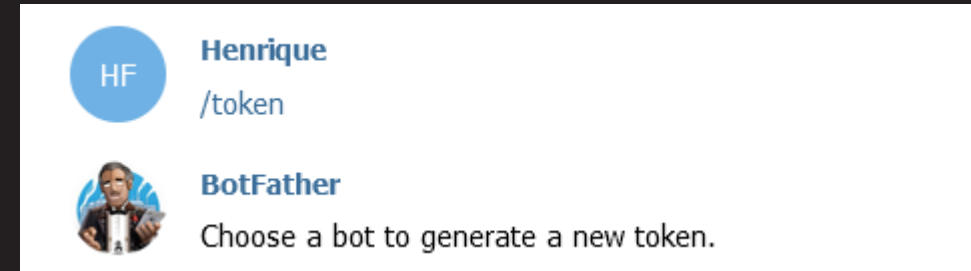 HF
Henrique
/token
BotFather
Choose a bot to generate a new token.